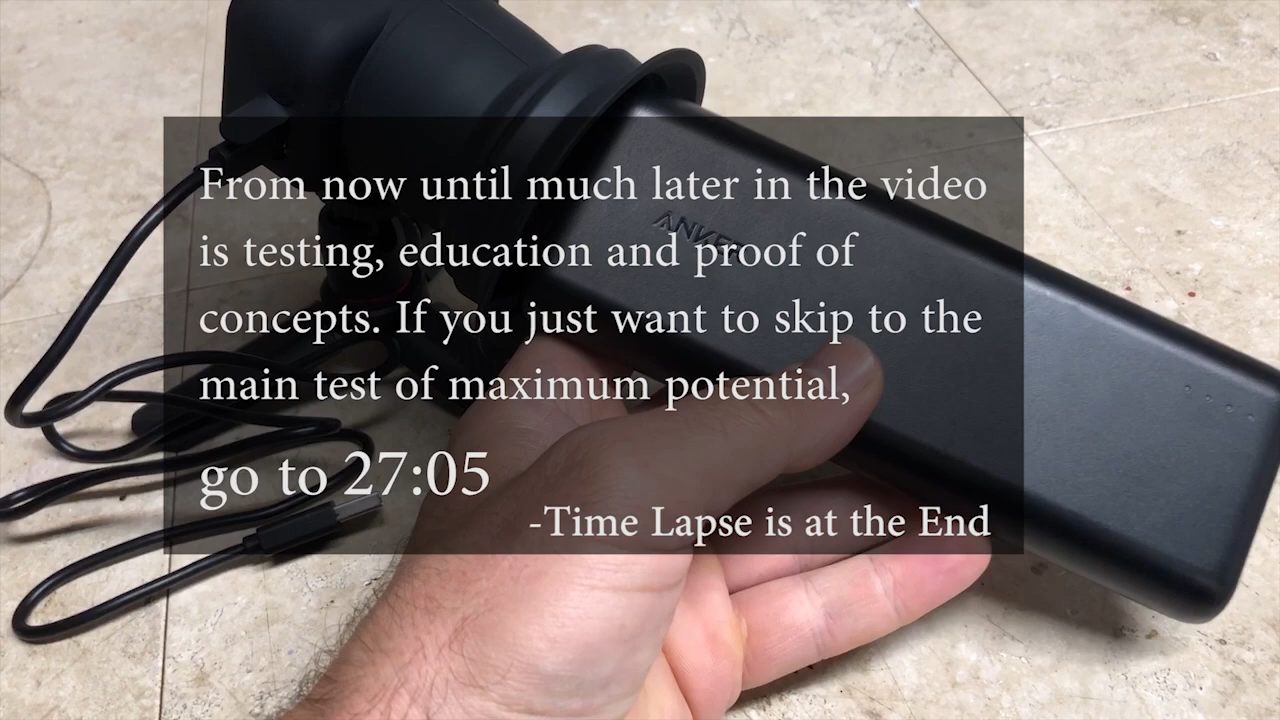 From now until much later in the video
is testing, education and proof of
concepts. If you just want to skip to the
main test of maximum potential,
go to 27:05
-Time Lapse is at the End
ANKER